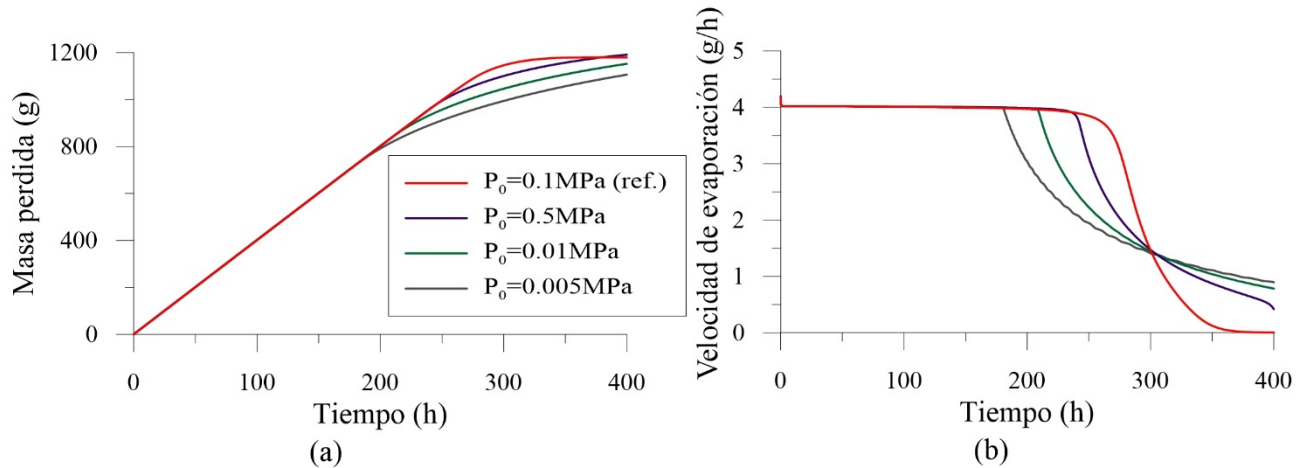 Masa perdida (g)
1200
800
400
0
0 100 200 300 400
Tiempo (h)
(a)
P₀=0.1MPa (ref.)
P₀=0.5MPa
P₀=0.01MPa
P₀=0.005MPa
Velocidad de evaporación (g/h)
5
4
3
2
1
0
0 100 200 300 400
Tiempo (h)
(b)